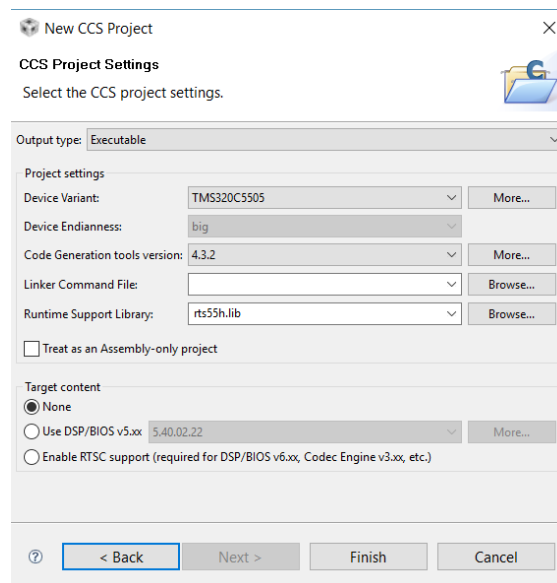 New CCS Project
CCS Project Settings
Select the CCS project settings.
Output type: Executable
Project settings
Device Variant: TMS320C5505 More...
Device Endianness: big
Code Generation tools version: 4.3.2 More...
Linker Command File: Browse...
Runtime Support Library: rts55h.lib Browse...
Treat as an Assembly-only project
Target content
None
Use DSP/BIOS v5.xx 5.40.02.22 More...
Enable RTSC support (required for DSP/BIOS v6.xx, Codec Engine v3.xx, etc.)
? < Back Next > Finish Cancel